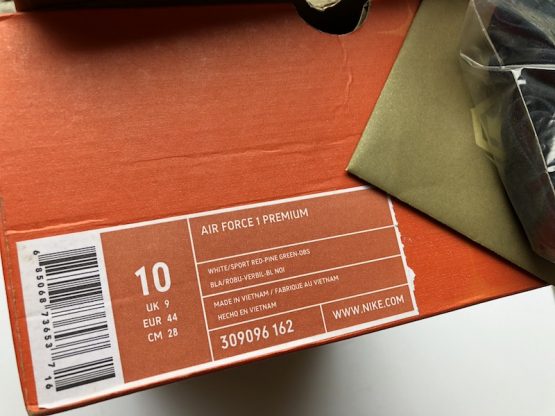 AIR FORCE 1 PREMIUM
10
UK 9
EUR 44
CM 28
WHITE/SPORT RED-PINE GREEN-OBS
BLA/ROBU-VERBIL-BL NOI
MADE IN VIETNAM / FABRIQUE AU VIETNAM
HECHO EN VIETNAM
309096 162
WWW.NIKE.COM
6 85068 73653 7 16